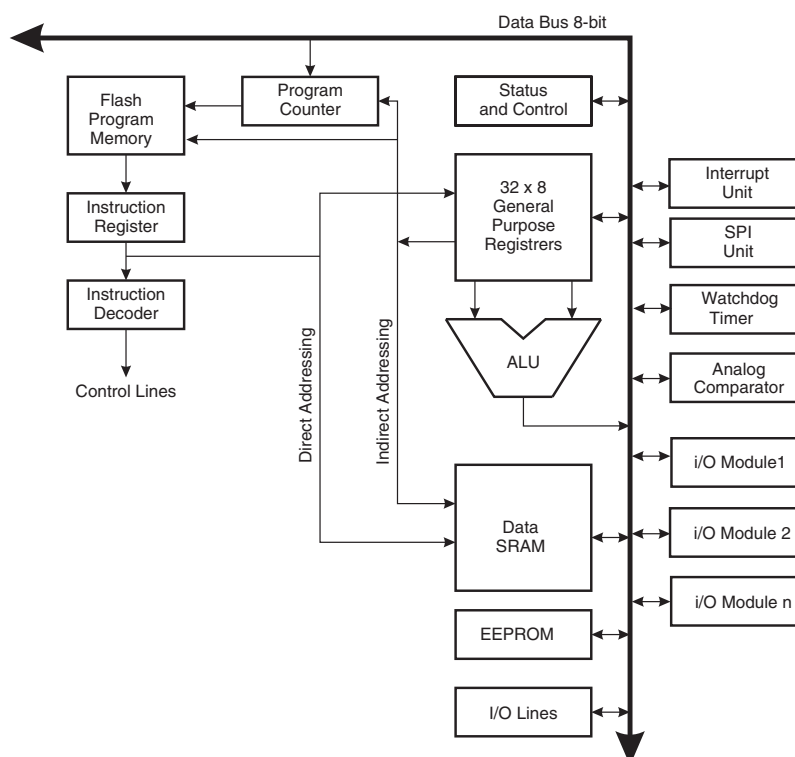 Data Bus 8-bit
Flash
Program
Memory
Program
Counter
Status
and Control
Instruction
Register
32 x 8
General
Purpose
Registrers
Interrupt
Unit
SPI
Unit
Instruction
Decoder
Watchdog
Timer
Control Lines
Direct Addressing
Indirect Addressing
ALU
Analog
Comparator
i/O Module1
Data
SRAM
i/O Module 2
i/O Module n
EEPROM
I/O Lines